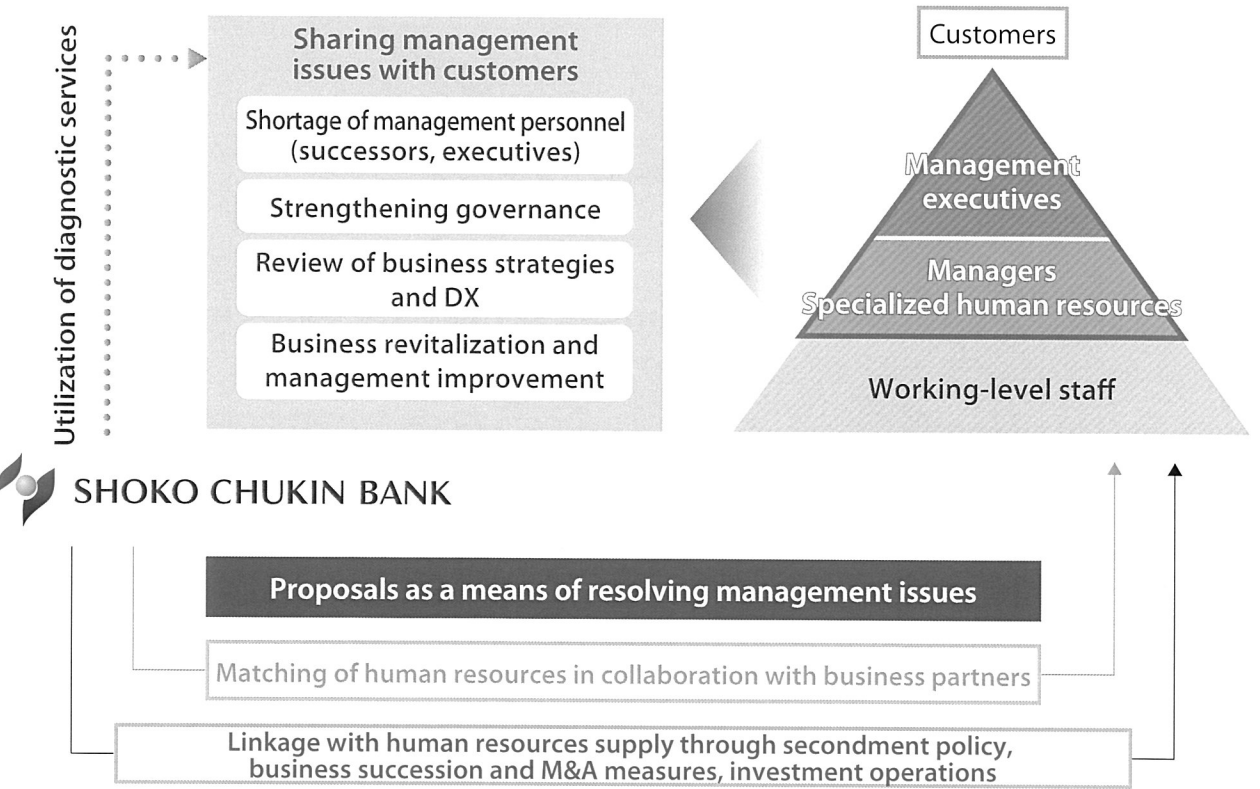 Utilization of diagnostic services
Sharing management
issues with customers
Shortage of management personnel
(successors, executives)
Strengthening governance
Review of business strategies
and DX
Business revitalization and
management improvement
Customers
Management
executives
Managers
Specialized human resources
Working-level staff
SHOKO CHUKIN BANK
Proposals as a means of resolving management issues
Matching of human resources in collaboration with business partners
Linkage with human resources supply through secondment policy,
business succession and M&A measures, investment operations